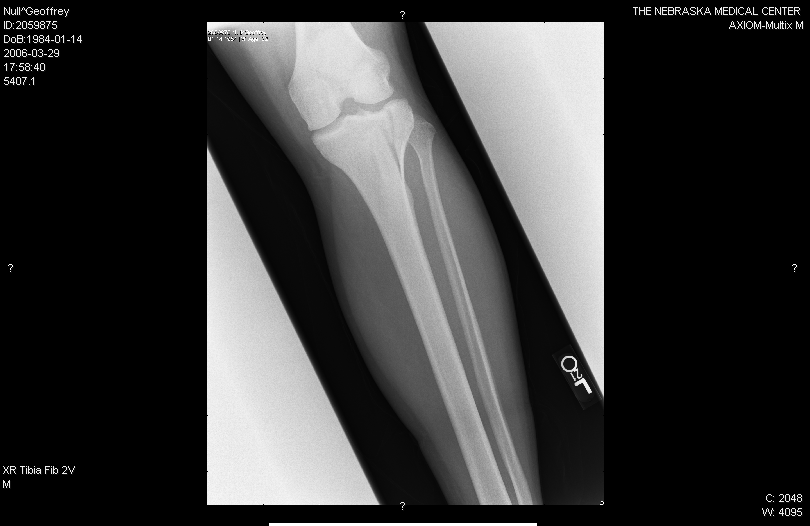 Null^Geoffrey
ID:2059875
DoB:1984-01-14
2006-03-29
17:58:40
5407.1
THE NEBRASKA MEDICAL CENTER
AXIOM-Multix M
?
?
?
L
XR Tibia Fib 2V
M
?
?
C: 2048
W: 4095